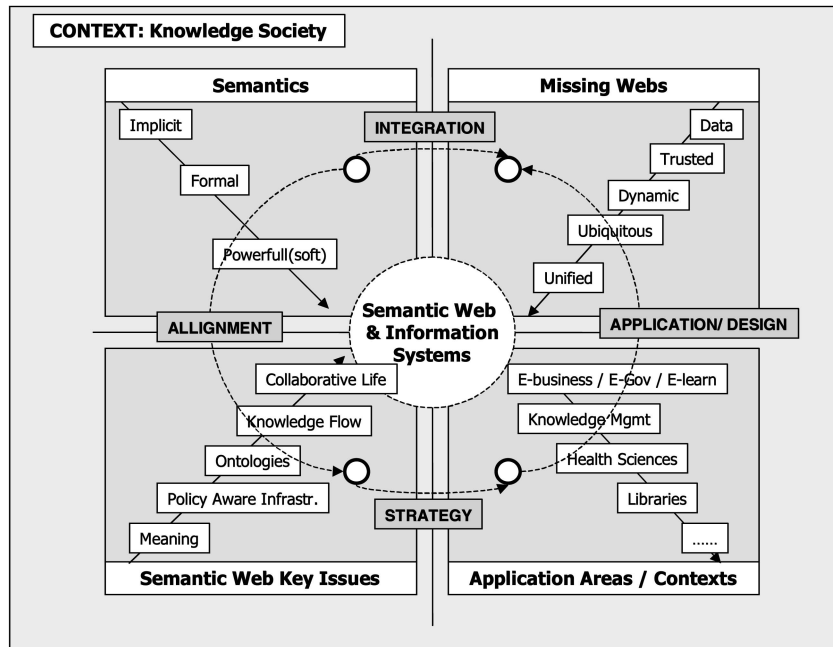 CONTEXT: Knowledge Society
Semantics
Missing Webs
INTEGRATION
Implicit
Formal
Powerfull(soft)
Data
Trusted
Dynamic
Ubiquitous
Unified
ALLIGNMENT
Semantic Web
& Information
Systems
APPLICATION/ DESIGN
Collaborative Life
Knowledge Flow
Ontologies
Policy Aware Infrastr.
Meaning
E-business / E-Gov / E-learn
Knowledge Mgmt
Health Sciences
Libraries
......
STRATEGY
Semantic Web Key Issues
Application Areas / Contexts